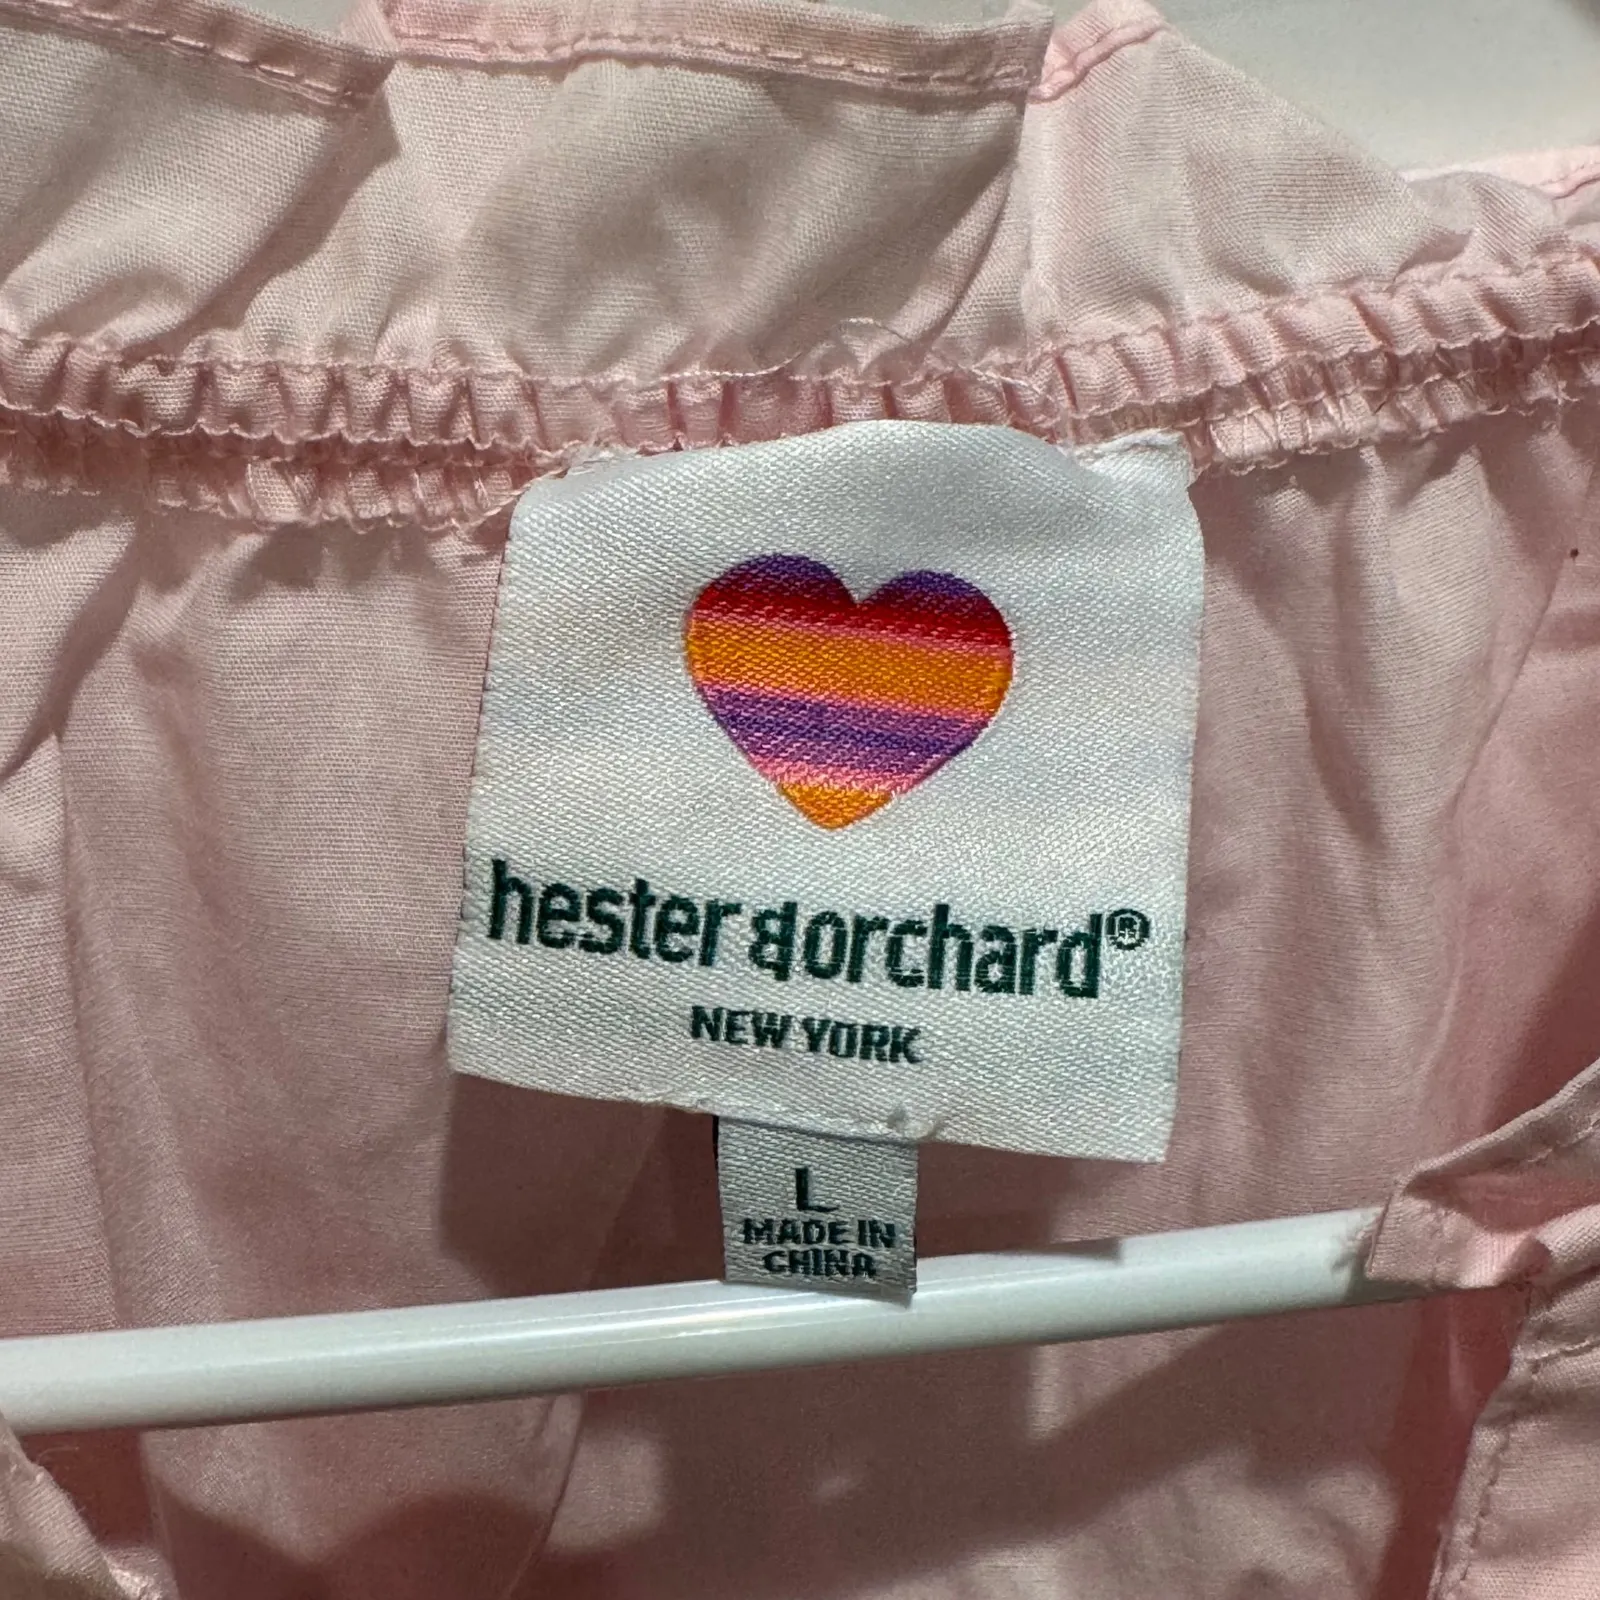 hester & orchard®
NEW YORK
L
MADE IN
CHINA